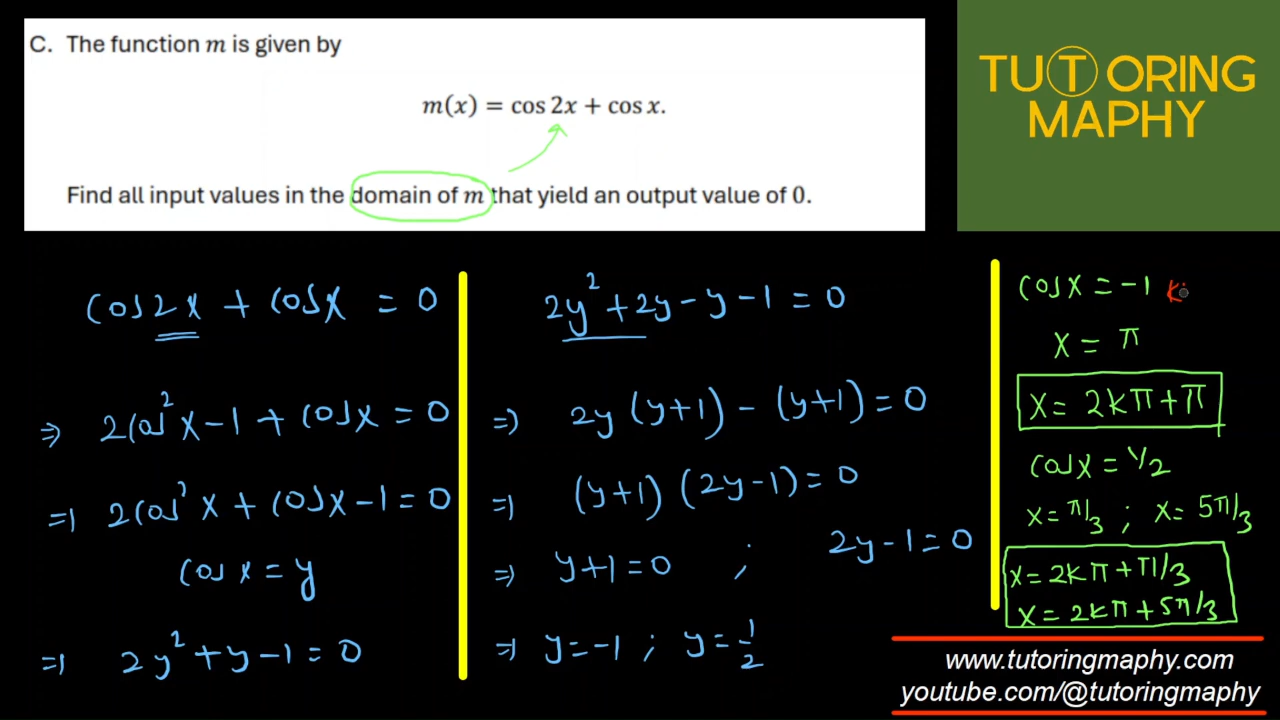 C. The function m is given by
m(x) = cos 2x + cos x.
Find all input values in the domain of m that yield an output value of 0.
TUTORING
MAPHY
cos 2x + cos x = 0
⇒ 2cos²x − 1 + cos x = 0
⇒ 2cos²x + cos x − 1 = 0
cos x = y
⇒ 2y² + y − 1 = 0
2y² + 2y − y − 1 = 0
⇒ 2y (y+1) − (y+1) = 0
⇒ (y+1) (2y−1) = 0
⇒ y+1 = 0 ; 2y−1 = 0
⇒ y = −1 ; y = 1/2
cos x = −1 k
x = π
x = 2kπ + π
cos x = 1/2
x = π/3 ; x = 5π/3
x = 2kπ + π/3
x = 2kπ + 5π/3
www.tutoringmaphy.com
youtube.com/@tutoringmaphy